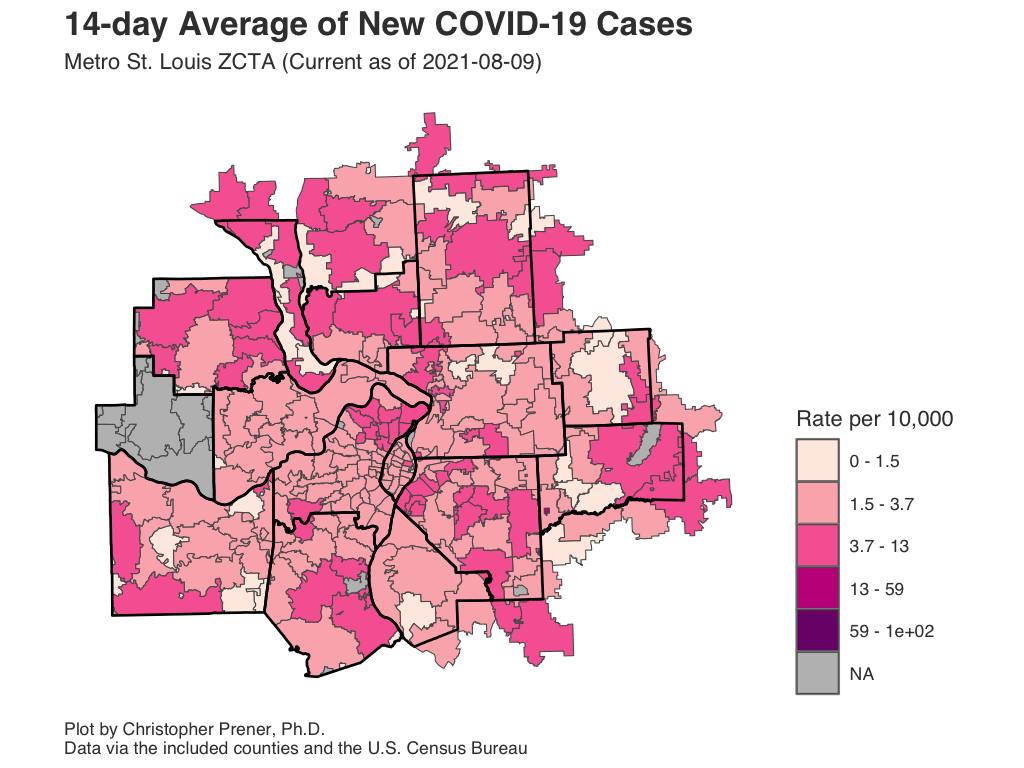 14-day Average of New COVID-19 Cases
Metro St. Louis ZCTA (Current as of 2021-08-09)
Rate per 10,000
0 - 1.5
1.5 - 3.7
3.7 - 13
13 - 59
59 - 1e+02
NA
Plot by Christopher Prener, Ph.D.
Data via the included counties and the U.S. Census Bureau